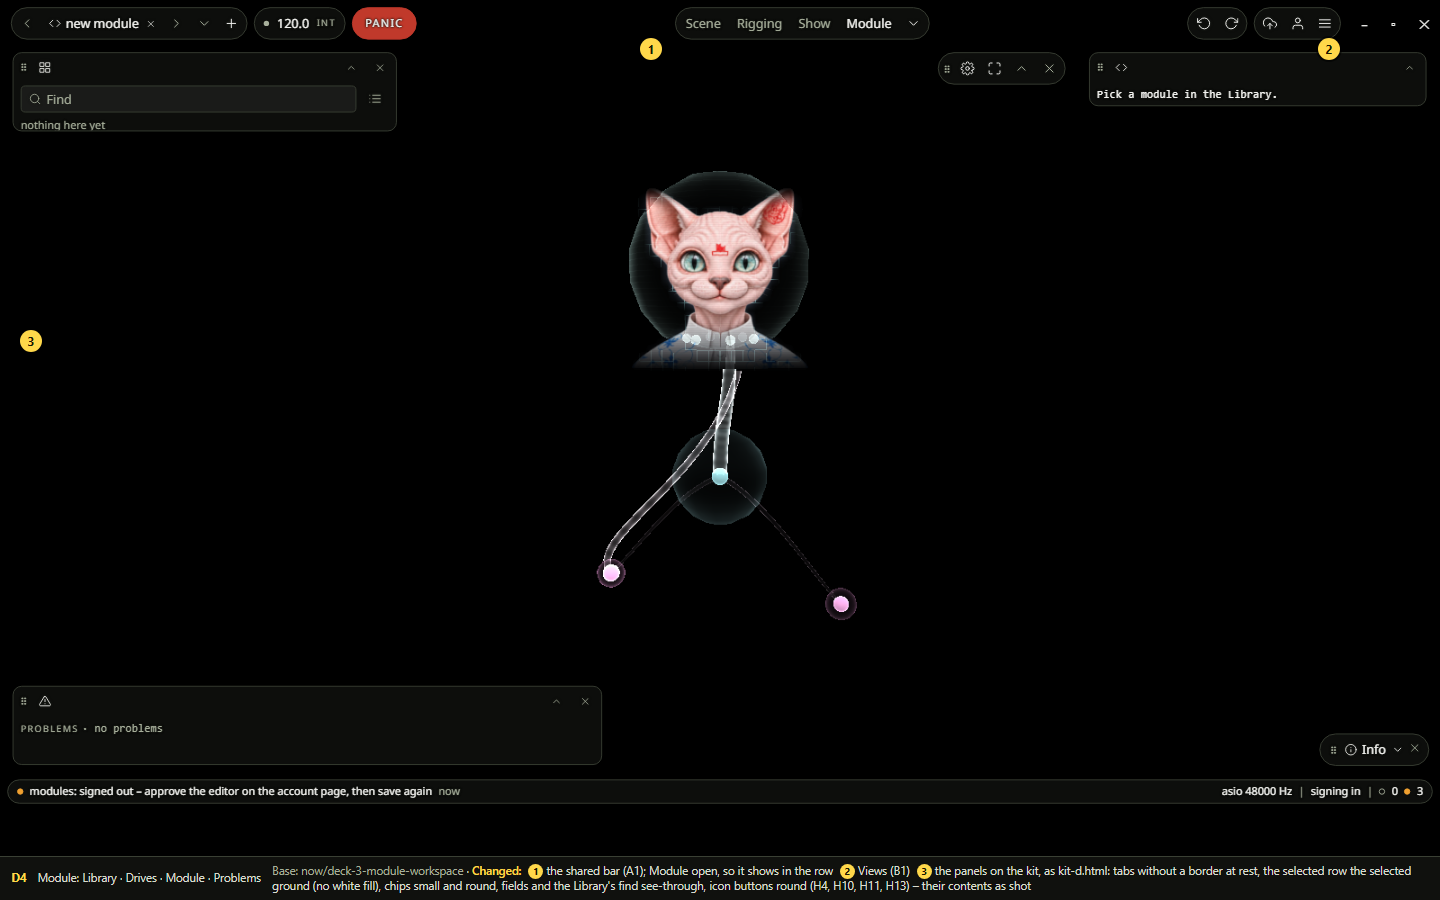 new module
120.0 INT
PANIC
Scene Rigging Show Module
1
2
Find
nothing here yet
Pick a module in the Library.
3
PROBLEMS · no problems
Info
modules: signed out – approve the editor on the account page, then save again now
asio 48000 Hz | signing in | 0 3
D4 Module: Library · Drives · Module · Problems
Base: now/deck-3-module-workspace · Changed: 1 the shared bar (A1); Module open, so it shows in the row 2 Views (B1) 3 the panels on the kit, as kit-d.html: tabs without a border at rest, the selected row the selected
ground (no white fill), chips small and round, fields and the Library's find see-through, icon buttons round (H4, H10, H11, H13) – their contents as shot